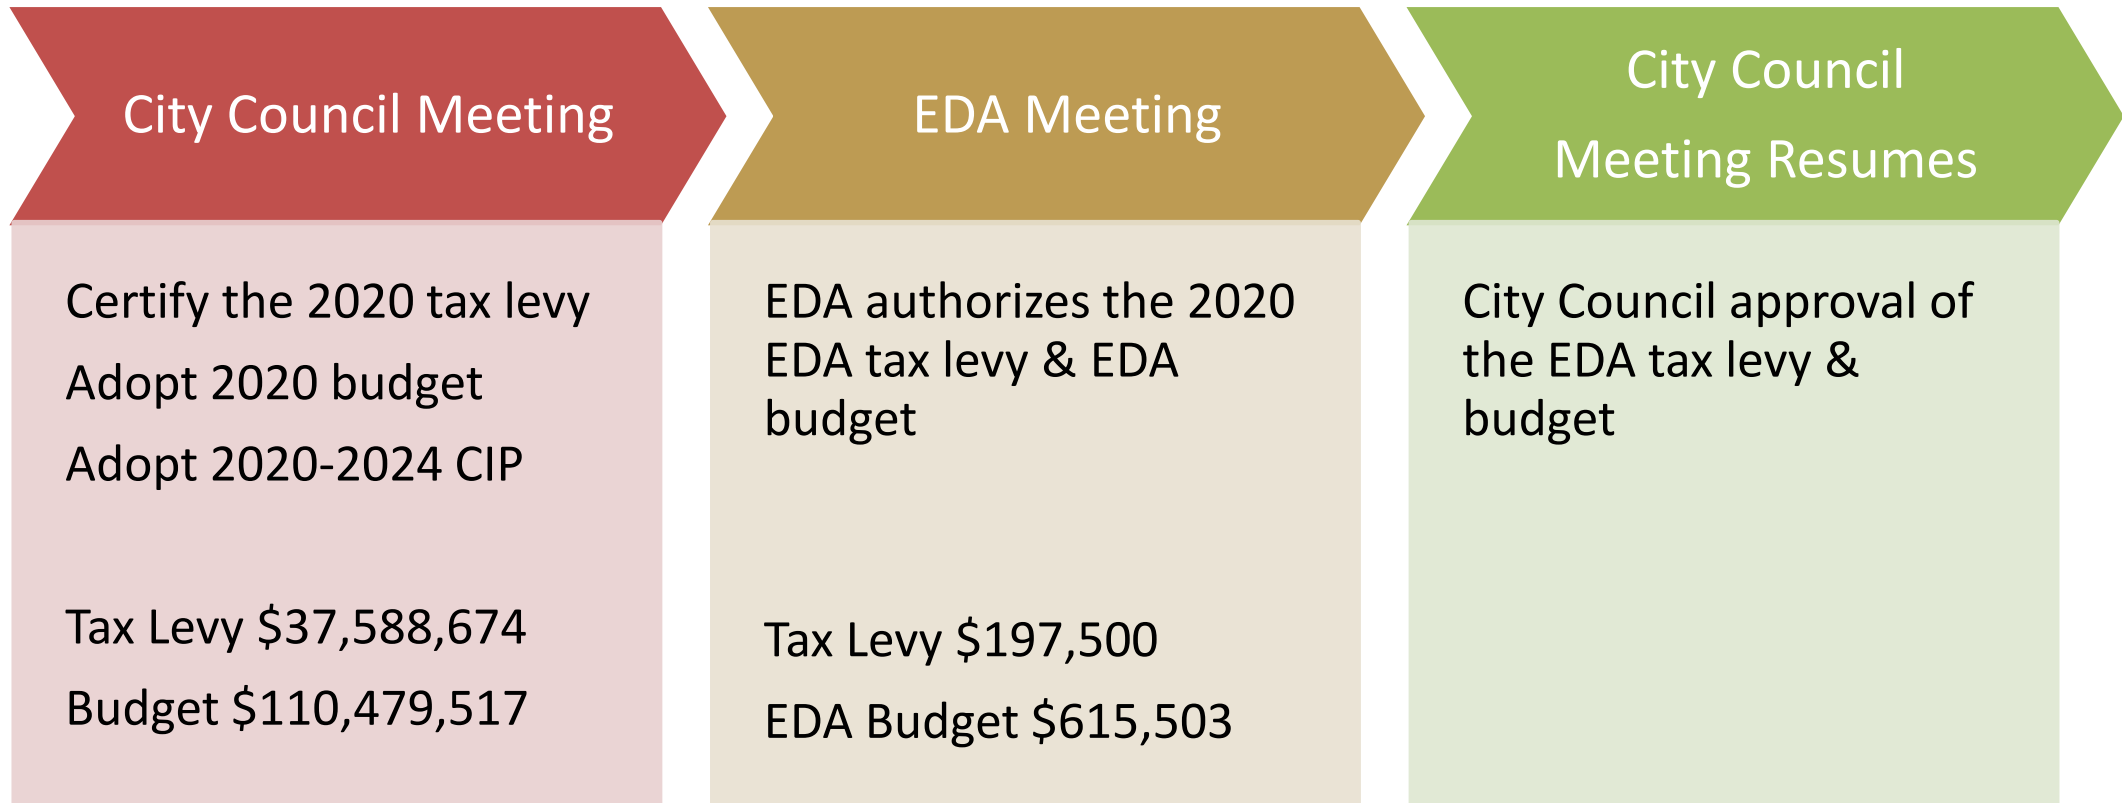 City Council Meeting
Certify the 2020 tax levy
Adopt 2020 budget
Adopt 2020-2024 CIP
Tax Levy $37,588,674
Budget $110,479,517
EDA Meeting
EDA authorizes the 2020
EDA tax levy & EDA
budget
Tax Levy $197,500
EDA Budget $615,503
City Council
Meeting Resumes
City Council approval of
the EDA tax levy &
budget